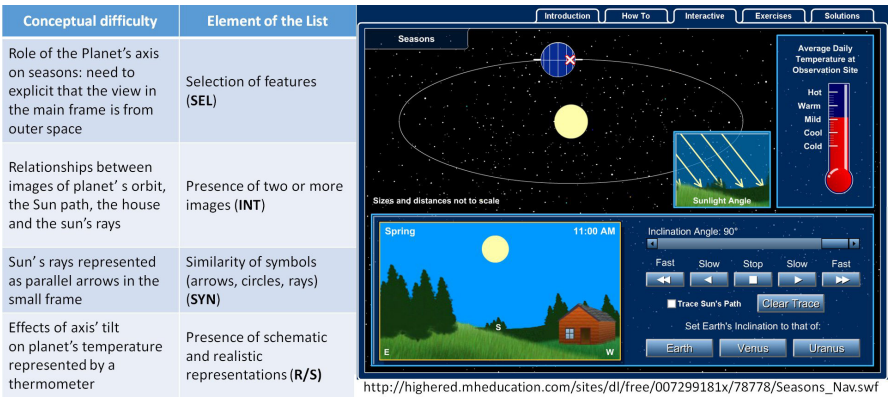 Conceptual difficulty
Element of the List
Role of the Planet's axis
on seasons: need to
explicit that the view in
the main frame is from
outer space
Selection of features
(SEL)
Relationships between
images of planet' s orbit,
the Sun path, the house
and the sun's rays
Presence of two or more
images (INT)
Sun' s rays represented
as parallel arrows in the
small frame
Similarity of symbols
(arrows, circles, rays)
(SYN)
Effects of axis' tilt
on planet's temperature
represented by a
thermometer
Presence of schematic
and realistic
representations (R/S)
Introduction
How To
Interactive
Exercises
Solutions
Seasons
Average Daily
Temperature at
Observation Site
Hot
Warm
Mild
Cool
Cold
Sizes and distances not to scale
Sunlight Angle
Spring
11:00 AM
S
E
W
Inclination Angle: 90°
Fast
Slow
Stop
Slow
Fast
Trace Sun's Path
Clear Trace
Set Earth's Inclination to that of:
Earth
Venus
Uranus
http://highered.mheducation.com/sites/dl/free/007299181x/78778/Seasons_Nav.swf